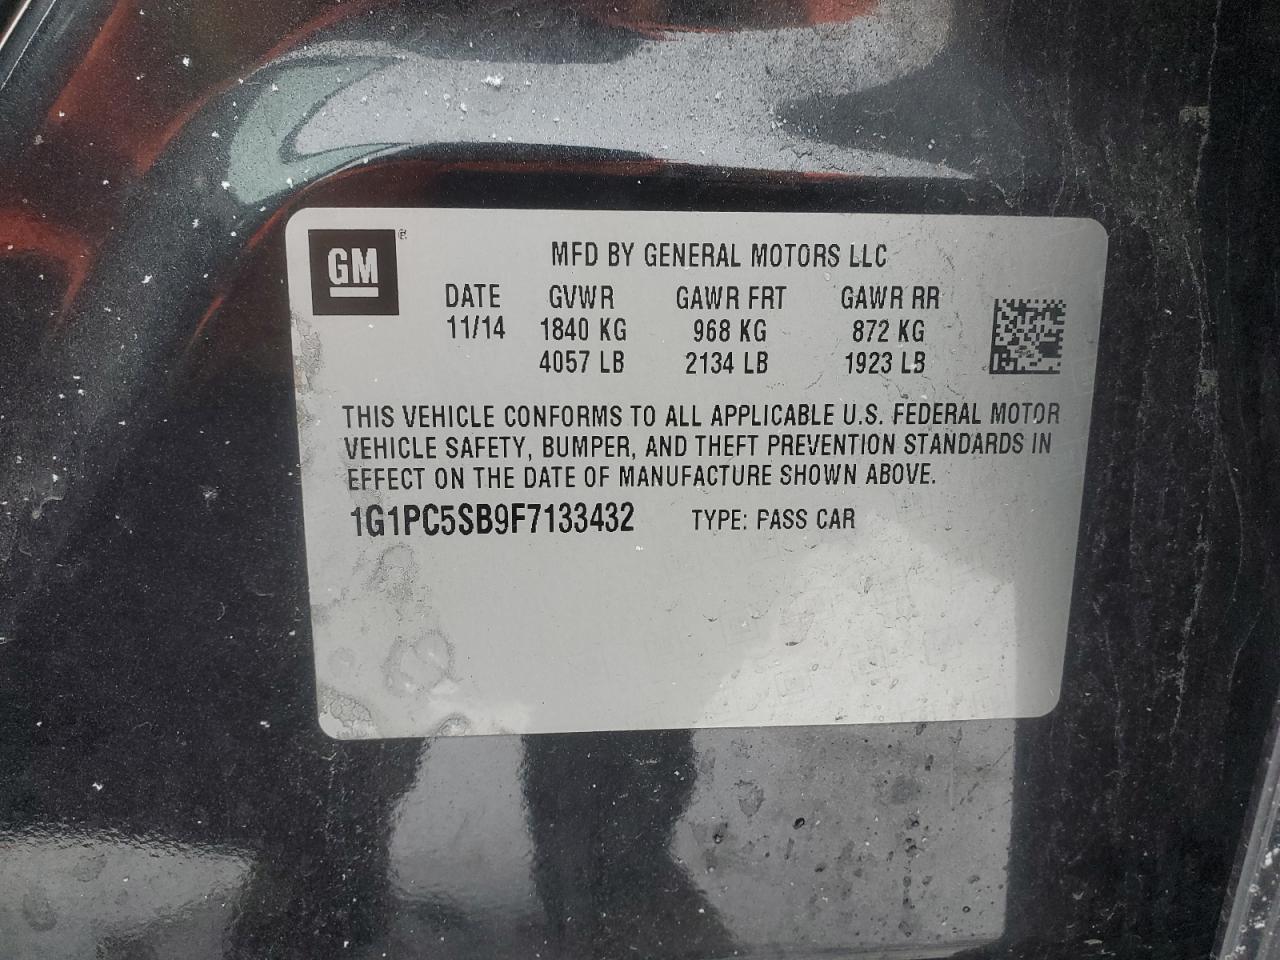 GM®
MFD BY GENERAL MOTORS LLC
DATE GVWR GAWR FRT GAWR RR
11/14 1840 KG 968 KG 872 KG
4057 LB 2134 LB 1923 LB
THIS VEHICLE CONFORMS TO ALL APPLICABLE U.S. FEDERAL MOTOR
VEHICLE SAFETY, BUMPER, AND THEFT PREVENTION STANDARDS IN
EFFECT ON THE DATE OF MANUFACTURE SHOWN ABOVE.
1G1PC5SB9F7133432 TYPE: PASS CAR